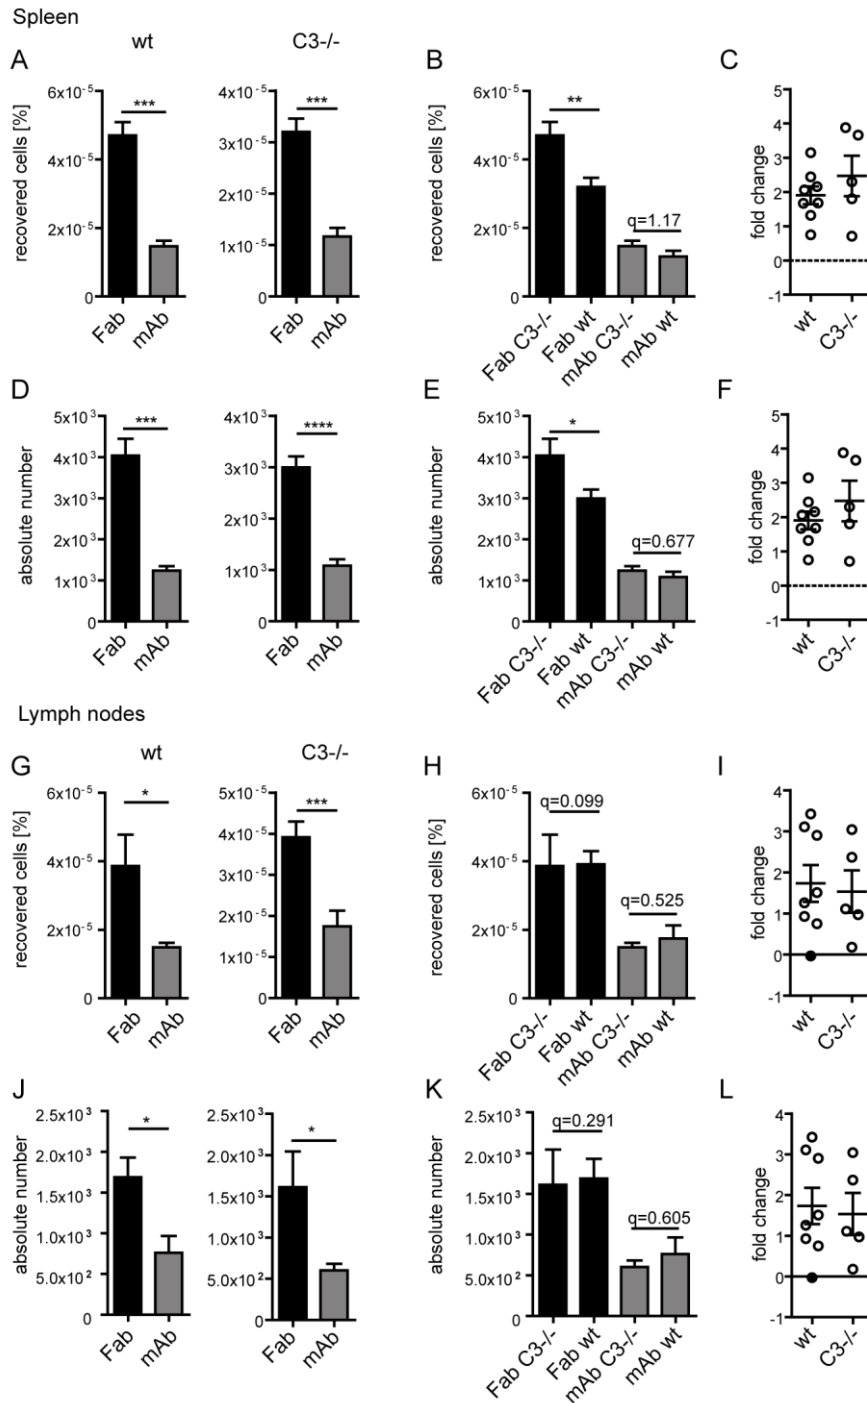 Spleen
wt
C3-/-
A
recovered cells [%]
6x10-5
4x10-5
2x10-5
0
***
Fab
mAb
4x10-5
3x10-5
2x10-5
1x10-5
0
***
Fab
mAb
B
recovered cells [%]
6x10-5
4x10-5
2x10-5
0
**
q=1.17
Fab C3-/-
Fab wt
mAb C3-/-
mAb wt
C
fold change
5
4
3
2
1
0
-1
wt
C3-/-
D
absolute number
5x103
4x103
3x103
2x103
1x103
0
***
Fab
mAb
4x103
3x103
2x103
1x103
0
****
Fab
mAb
E
absolute number
5x103
4x103
3x103
2x103
1x103
0
*
q=0.677
Fab C3-/-
Fab wt
mAb C3-/-
mAb wt
F
fold change
5
4
3
2
1
0
-1
wt
C3-/-
Lymph nodes
wt
C3-/-
G
recovered cells [%]
6x10-5
4x10-5
2x10-5
0
*
Fab
mAb
5x10-5
4x10-5
3x10-5
2x10-5
1x10-5
0
***
Fab
mAb
H
recovered cells [%]
6x10-5
4x10-5
2x10-5
0
q=0.099
q=0.525
Fab C3-/-
Fab wt
mAb C3-/-
mAb wt
I
fold change
4
3
2
1
0
-1
wt
C3-/-
J
absolute number
2.5x103
2.0x103
1.5x103
1.0x103
5.0x102
0
*
Fab
mAb
2.5x103
2.0x103
1.5x103
1.0x103
5.0x102
0
*
Fab
mAb
K
absolute number
2.5x103
2.0x103
1.5x103
1.0x103
5.0x102
0
q=0.291
q=0.605
Fab C3-/-
Fab wt
mAb C3-/-
mAb wt
L
fold change
4
3
2
1
0
-1
wt
C3-/-